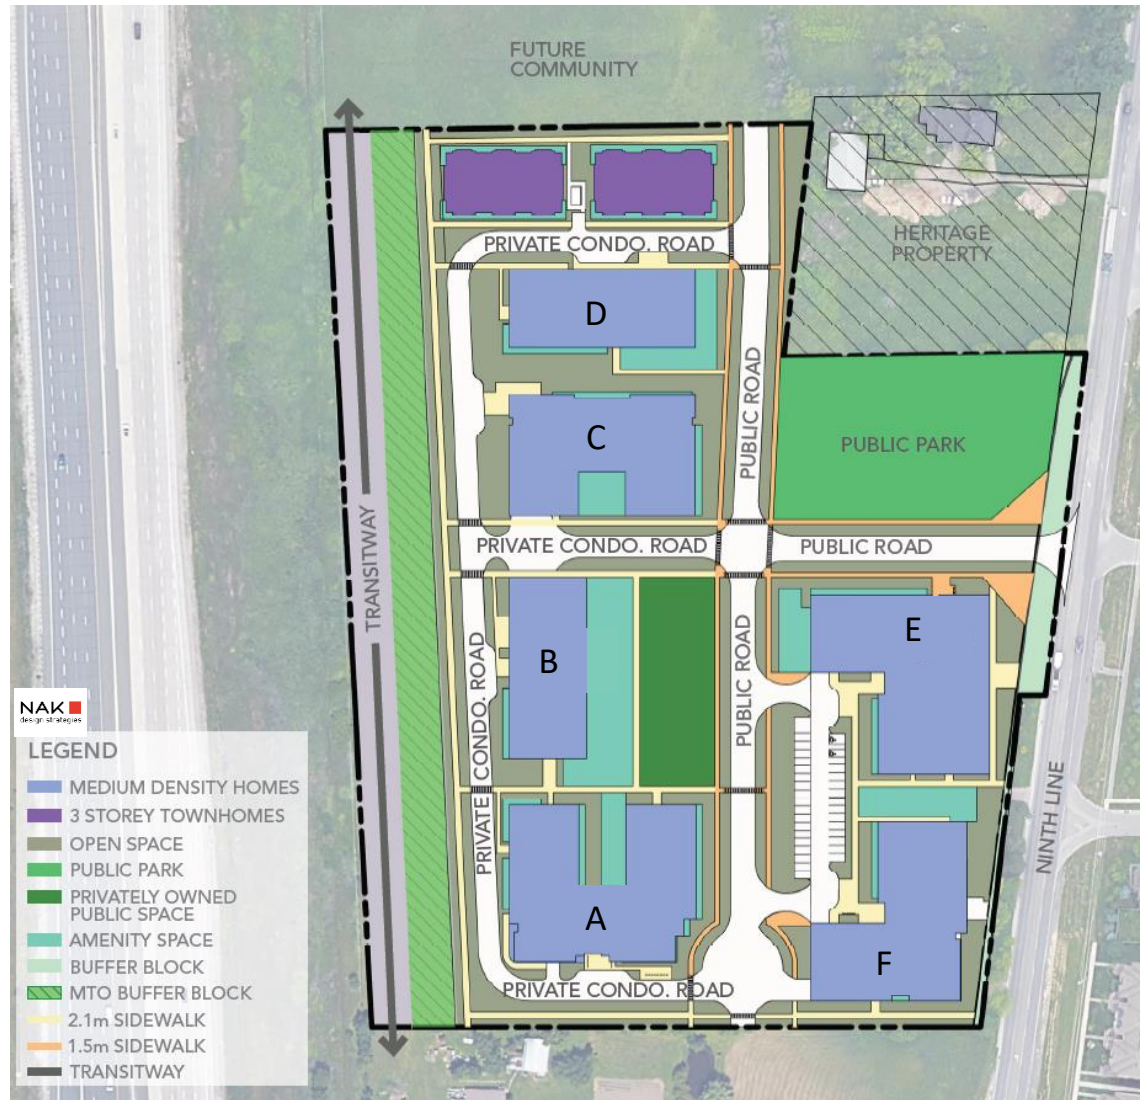 FUTURE
COMMUNITY
HERITAGE
PROPERTY
PRIVATE CONDO. ROAD
D
C
PUBLIC ROAD
PUBLIC PARK
TRANSITWAY
PRIVATE CONDO. ROAD
PUBLIC ROAD
B
E
PRIVATE CONDO. ROAD
PUBLIC ROAD
NINTH LINE
A
F
PRIVATE CONDO. ROAD
NAK
design strategies
LEGEND
MEDIUM DENSITY HOMES
3 STOREY TOWNHOMES
OPEN SPACE
PUBLIC PARK
PRIVATELY OWNED
PUBLIC SPACE
AMENITY SPACE
BUFFER BLOCK
MTO BUFFER BLOCK
2.1m SIDEWALK
1.5m SIDEWALK
TRANSITWAY